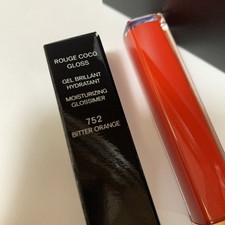 ROUGE COCO
GLOSS
GEL BRILLANT
HYDRATANT
MOISTURIZING
GLOSSIMER
752
BITTER ORANGE